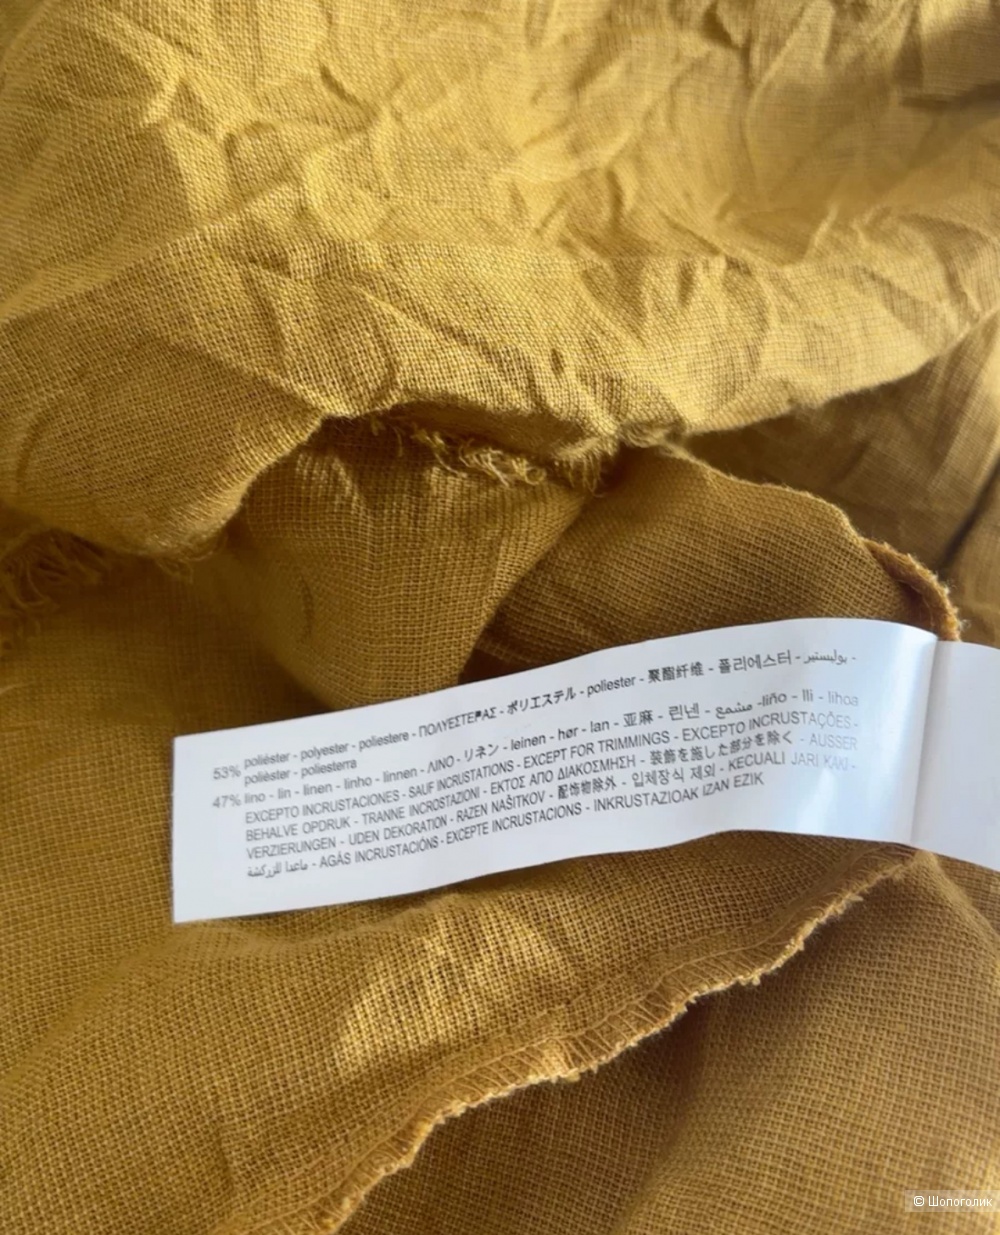 53% poliéster - polyester - poliestere - ΠΟΛΥΕΣΤΕΡΑΣ - ポリエステル - poliester - 聚酯纤维 - 폴리에스터 - بوليستير -
polièster - poliesterra
47% lino - lin - linen - linho - linnen - ΛΙΝΟ - リネン - leinen - hør - lan - 亚麻 - 린넨 - مشمع -liño - lli - lihoa
EXCEPTO INCRUSTACIONES - SAUF INCRUSTATIONS - EXCEPT FOR TRIMMINGS - EXCEPTO INCRUSTAÇÕES -
BEHALVE OPDRUK - TRANNE INCROSTAZIONI - ΕΚΤΟΣ ΑΠΟ ΔΙΑΚΟΣΜΗΣΗ - 装飾を施した部分を除く - AUSSER
VERZIERUNGEN - UDEN DEKORATION - RAZEN NAŠITKOV - 配饰物除外 - 입체장식 제외 - KECUALI JARI KAKI -
ماعدا للزركشة - AGÁS INCRUSTACIÓNS - EXCEPTE INCRUSTACIONS - INKRUSTAZIOAK IZAN EZIK
© Шопоголик